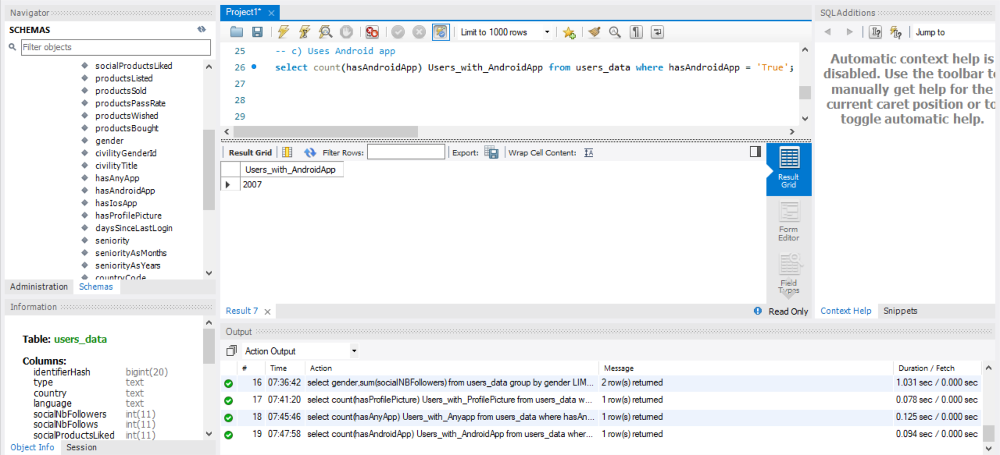 Navigator
SCHEMAS
Filter objects
socialProductsLiked
productsListed
productsSold
productsPassRate
productsWished
productsBought
gender
civilityGenderId
civilityTitle
hasAnyApp
hasAndroidApp
hasIosApp
hasProfilePicture
daysSinceLastLogin
seniority
seniorityAsMonths
seniorityAsYears
countryCode
Administration Schemas
Information
Table: users_data
Columns:
identifierHash bigint(20)
type text
country text
language text
socialNbFollowers int(11)
socialNbFollows int(11)
socialProductsLiked int(11)
Object Info Session
Project1*
Limit to 1000 rows
25 -- c) Uses Android app
26 select count(hasAndroidApp) Users_with_AndroidApp from users_data where hasAndroidApp = 'True';
27
28
29
Result Grid Filter Rows: Export: Wrap Cell Content: IA
Users_with_AndroidApp
2007
Result Grid
Form Editor
Field Types
Result 7 Read Only
Output
Action Output
# Time Action Message Duration / Fetch
16 07:36:42 select gender,sum(socialNBFollowers) from users_data group by gender LIM... 2 row(s) returned 1.031 sec / 0.000 sec
17 07:41:20 select count(hasProfilePicture) Users_with_ProfilePicture from users_data w... 1 row(s) returned 0.078 sec / 0.000 sec
18 07:45:46 select count(hasAnyApp) Users_with_Anyapp from users_data where hasAn... 1 row(s) returned 0.125 sec / 0.000 sec
19 07:47:58 select count(hasAndroidApp) Users_with_AndroidApp from users_data wher... 1 row(s) returned 0.094 sec / 0.000 sec
SQLAdditions
Jump to
Automatic context help is
disabled. Use the toolbar t
manually get help for the
current caret position or to
toggle automatic help.
Context Help Snippets